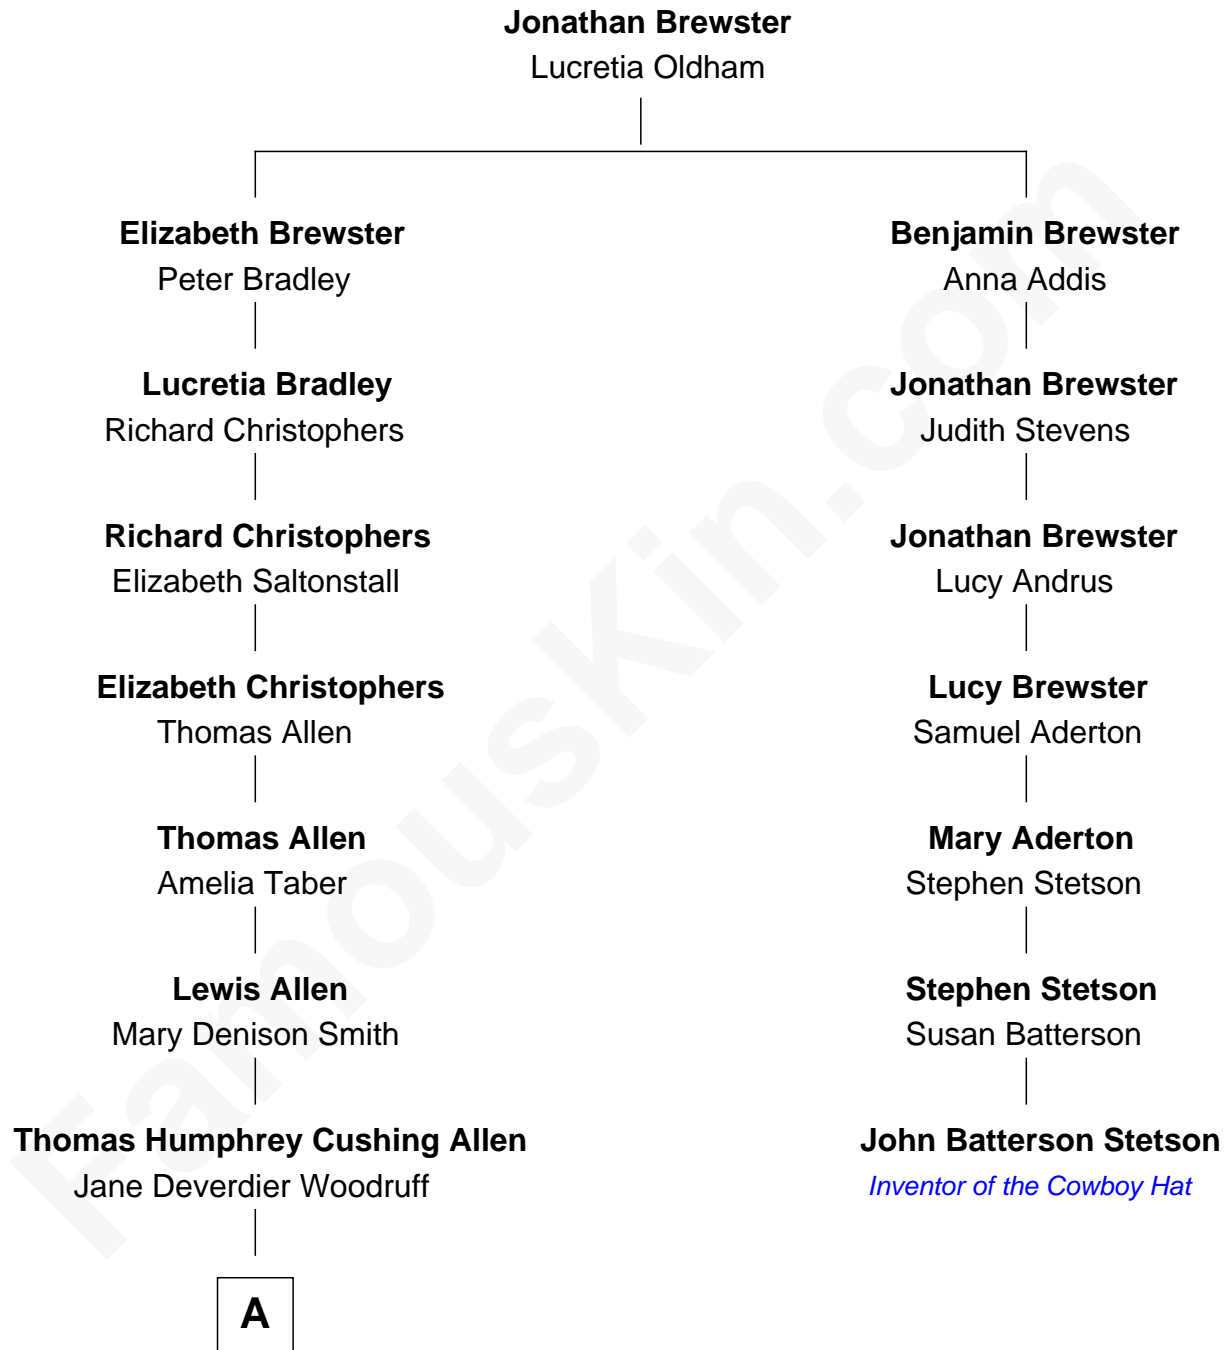 Jonathan Brewster
Lucretia Oldham
Elizabeth Brewster
Peter Bradley
Benjamin Brewster
Anna Addis
Lucretia Bradley
Richard Christophers
Jonathan Brewster
Judith Stevens
Richard Christophers
Elizabeth Saltonstall
Jonathan Brewster
Lucy Andrus
Elizabeth Christophers
Thomas Allen
Lucy Brewster
Samuel Aderton
Thomas Allen
Amelia Taber
Mary Aderton
Stephen Stetson
Lewis Allen
Mary Denison Smith
Stephen Stetson
Susan Batterson
Thomas Humphrey Cushing Allen
Jane Deverdier Woodruff
John Batterson Stetson
Inventor of the Cowboy Hat
A
FamousKin.com